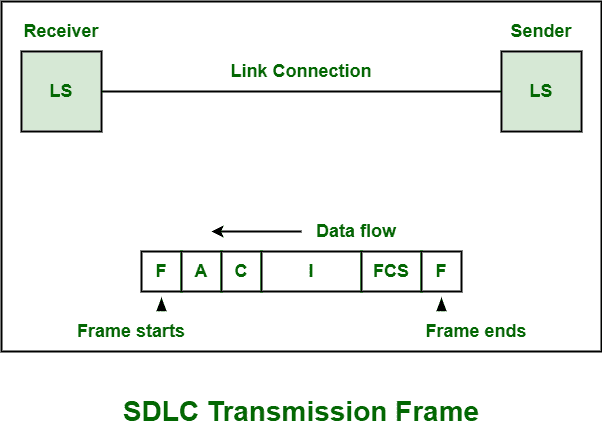 Receiver
Sender
LS
Link Connection
LS
Data flow
F A C I FCS F
Frame starts
Frame ends
SDLC Transmission Frame